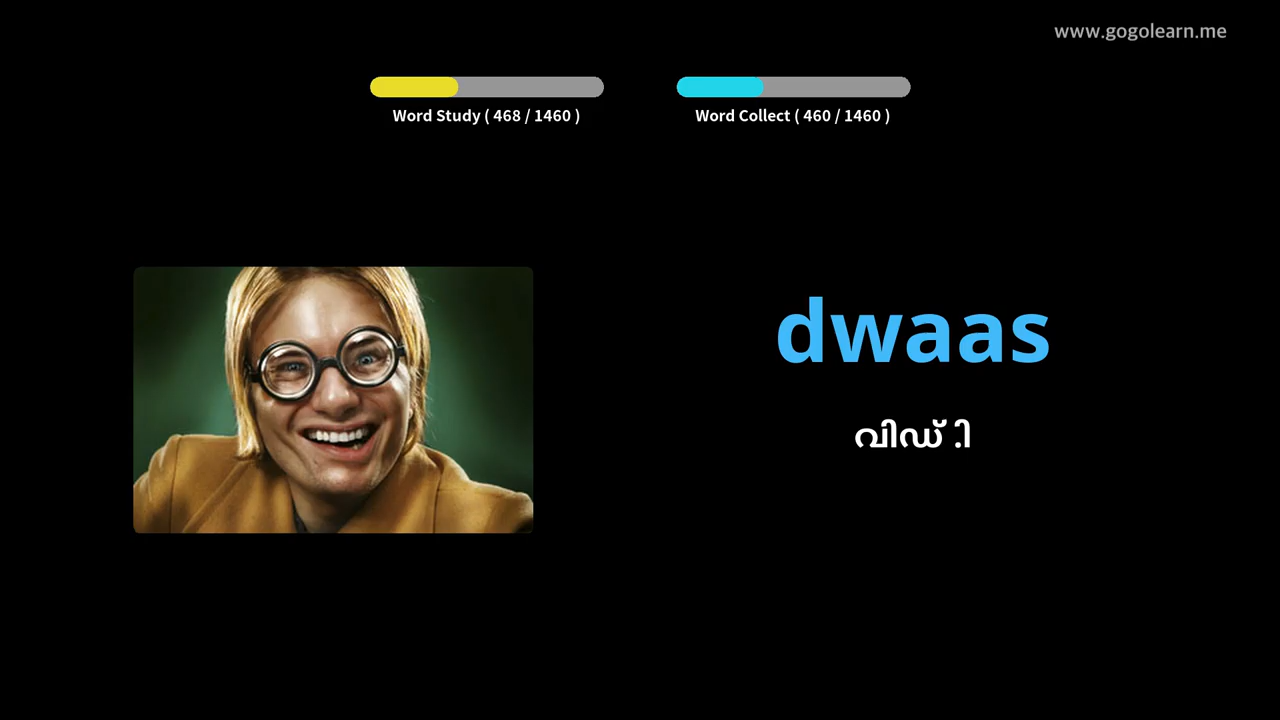 www.gogolearn.me
Word Study ( 468 / 1460 )
Word Collect ( 460 / 1460 )
dwaas
വിഡ് .ി